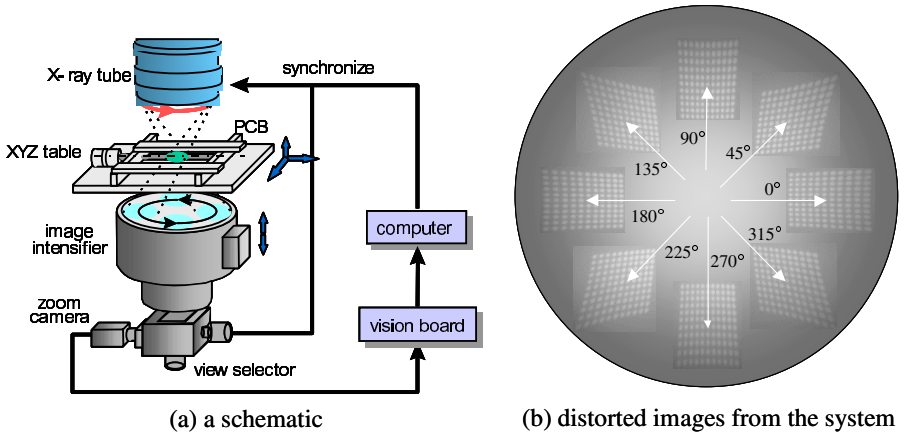 X- ray tube
synchronize
PCB
XYZ table
image
intensifier
computer
zoom
camera
vision board
view selector
(a) a schematic
90°
45°
135°
0°
180°
315°
225°
270°
(b) distorted images from the system